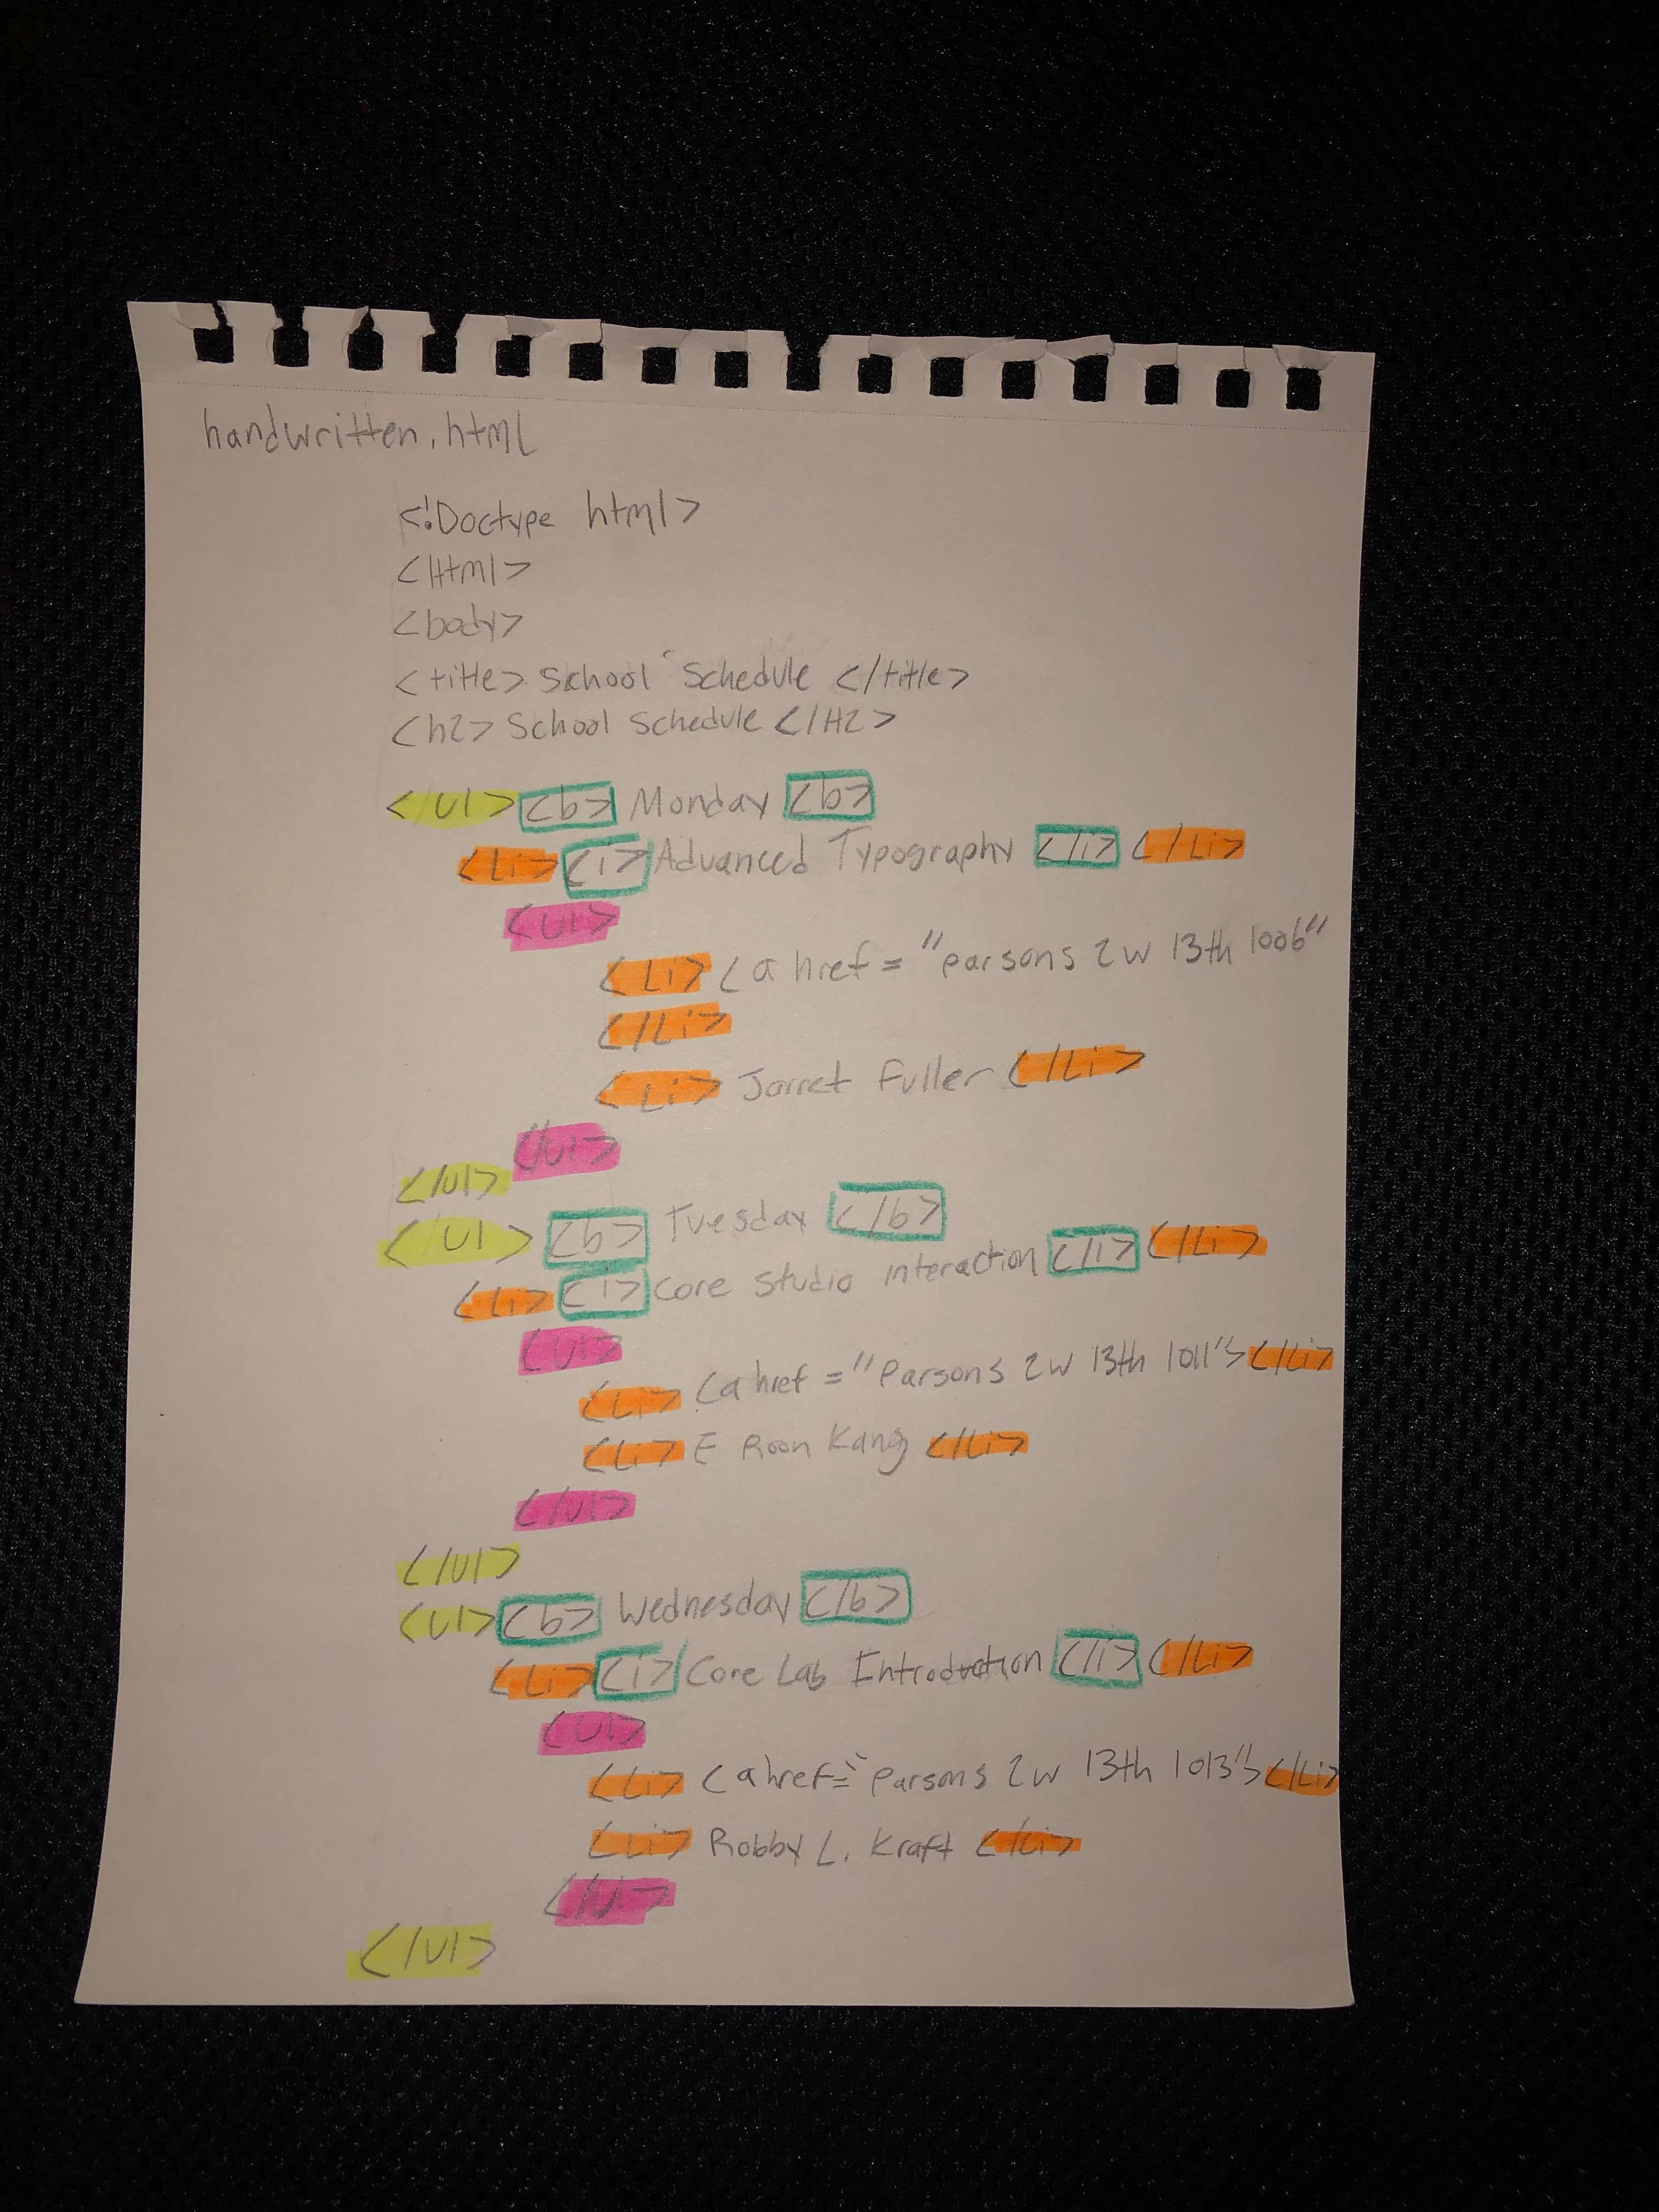 handwritten.html
<!Doctype html>
<Html>
<body>
<title> School Schedule </title>
<h2> School Schedule </H2>
</ul> <b> Monday <b>
<Li> <i> Advanced Typography </i> </Li>
<ul>
<Li> <a href = "parsons 2 w 13th 1006"
</Li>
<Li> Jarret Fuller </Li>
</ul>
</ul>
</ul> <b> Tuesday </b>
<Li> <i> Core Studio Interaction </i> </Li>
<ul>
<Li> <a href = "Parsons 2 w 13th 1011"> </Li>
<Li> E Roon Kang </Li>
</ul>
</ul>
<ul> <b> Wednesday </b>
<Li> <i> Core Lab Introduction </i> </Li>
<ul>
<Li> <a href= "parsons 2 w 13th 1013"> </Li>
<Li> Robby L. Kraft </Li>
</ul>
</ul>